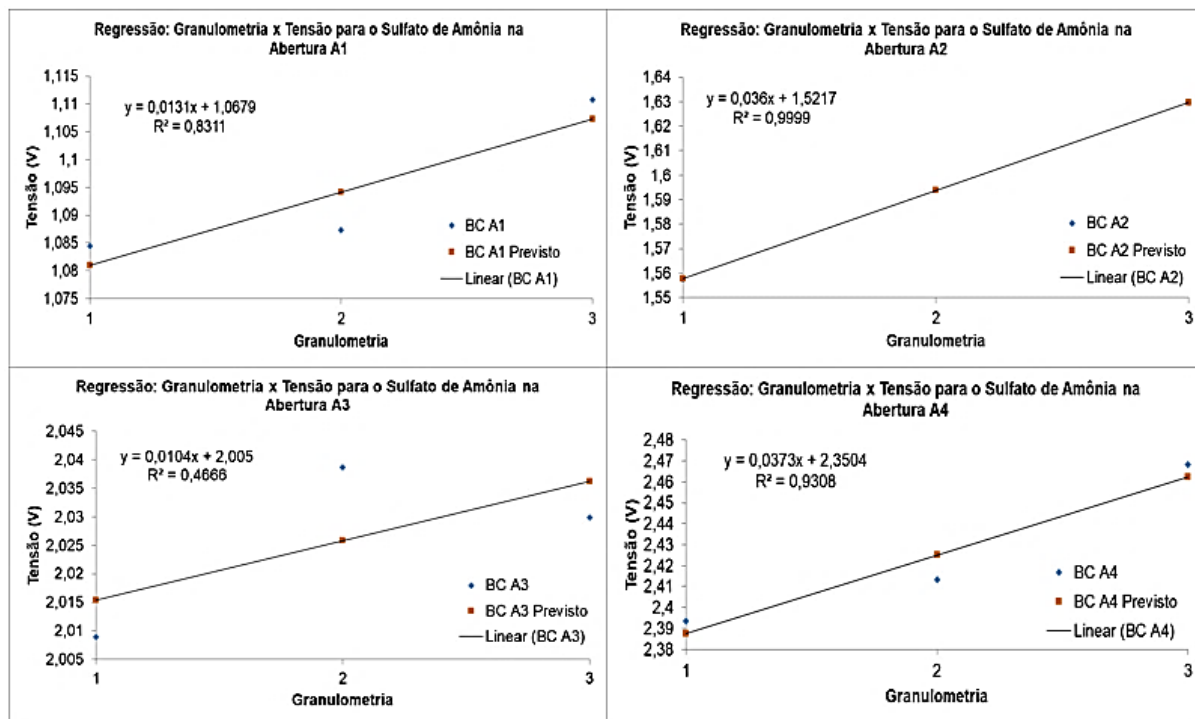 Regressão: Granulometria x Tensão para o Sulfato de Amônia na
Abertura A1
Tensão (V)
1,115
1,11
1,105
1,1
1,095
1,09
1,085
1,08
1,075
y = 0,0131x + 1,0679
R² = 0,8311
BC A1
BC A1 Previsto
Linear (BC A1)
1 2 3
Granulometria
Regressão: Granulometria x Tensão para o Sulfato de Amônia na
Abertura A2
Tensão (V)
1,64
1,63
1,62
1,61
1,6
1,59
1,58
1,57
1,56
1,55
y = 0,036x + 1,5217
R² = 0,9999
BC A2
BC A2 Previsto
Linear (BC A2)
1 2 3
Granulometria
Regressão: Granulometria x Tensão para o Sulfato de Amônia na
Abertura A3
Tensão (V)
2,045
2,04
2,035
2,03
2,025
2,02
2,015
2,01
2,005
y = 0,0104x + 2,005
R² = 0,4666
BC A3
BC A3 Previsto
Linear (BC A3)
1 2 3
Granulometria
Regressão: Granulometria x Tensão para o Sulfato de Amônia na
Abertura A4
Tensão (V)
2,48
2,47
2,46
2,45
2,44
2,43
2,42
2,41
2,4
2,39
2,38
y = 0,0373x + 2,3504
R² = 0,9308
BC A4
BC A4 Previsto
Linear (BC A4)
1 2 3
Granulometria